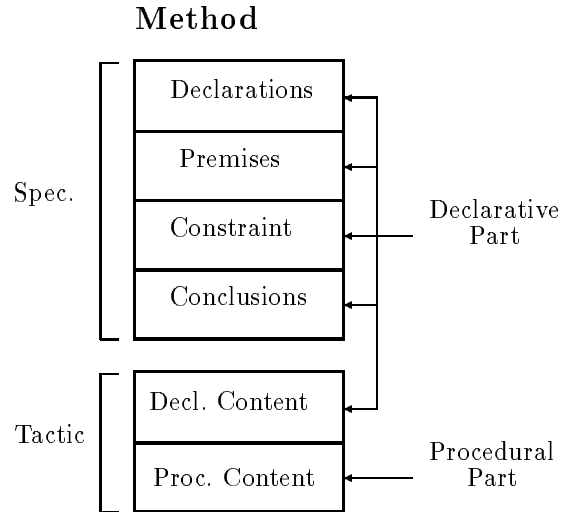 Method
Declarations
Premises
Spec.
Constraint
Declarative
Part
Conclusions
Decl. Content
Tactic
Proc. Content
Procedural
Part